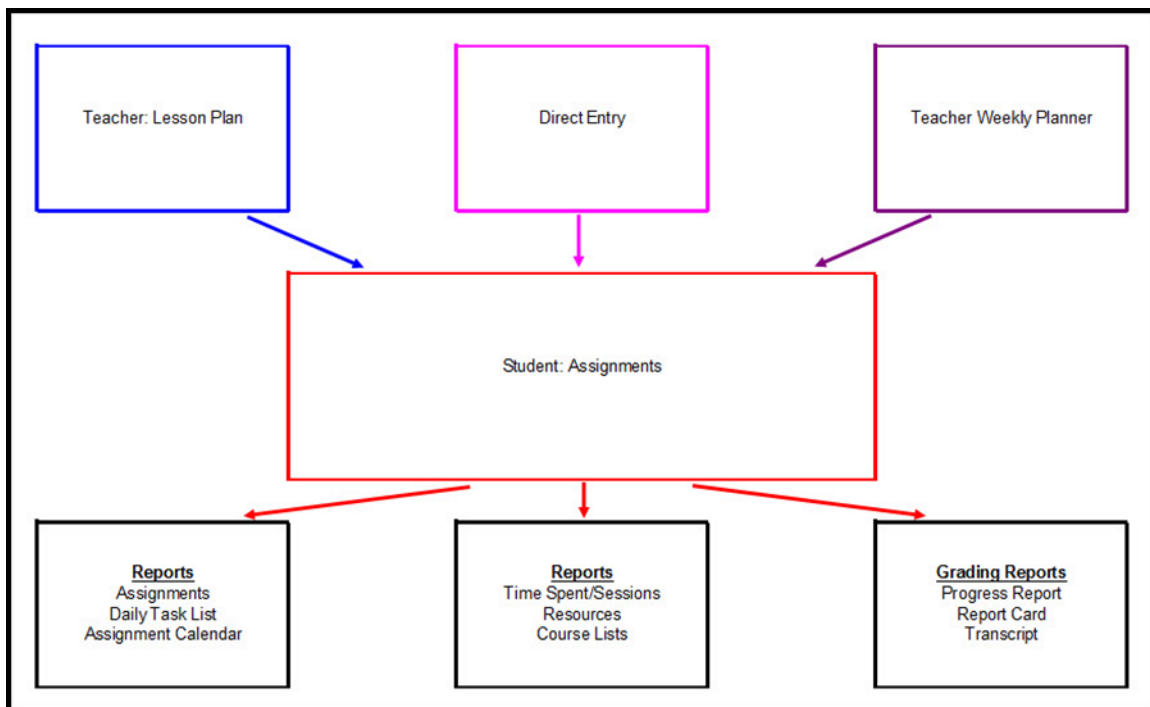 Teacher: Lesson Plan
Direct Entry
Teacher Weekly Planner
Student: Assignments
Reports
Assignments
Daily Task List
Assignment Calendar
Reports
Time Spent/Sessions
Resources
Course Lists
Grading Reports
Progress Report
Report Card
Transcript